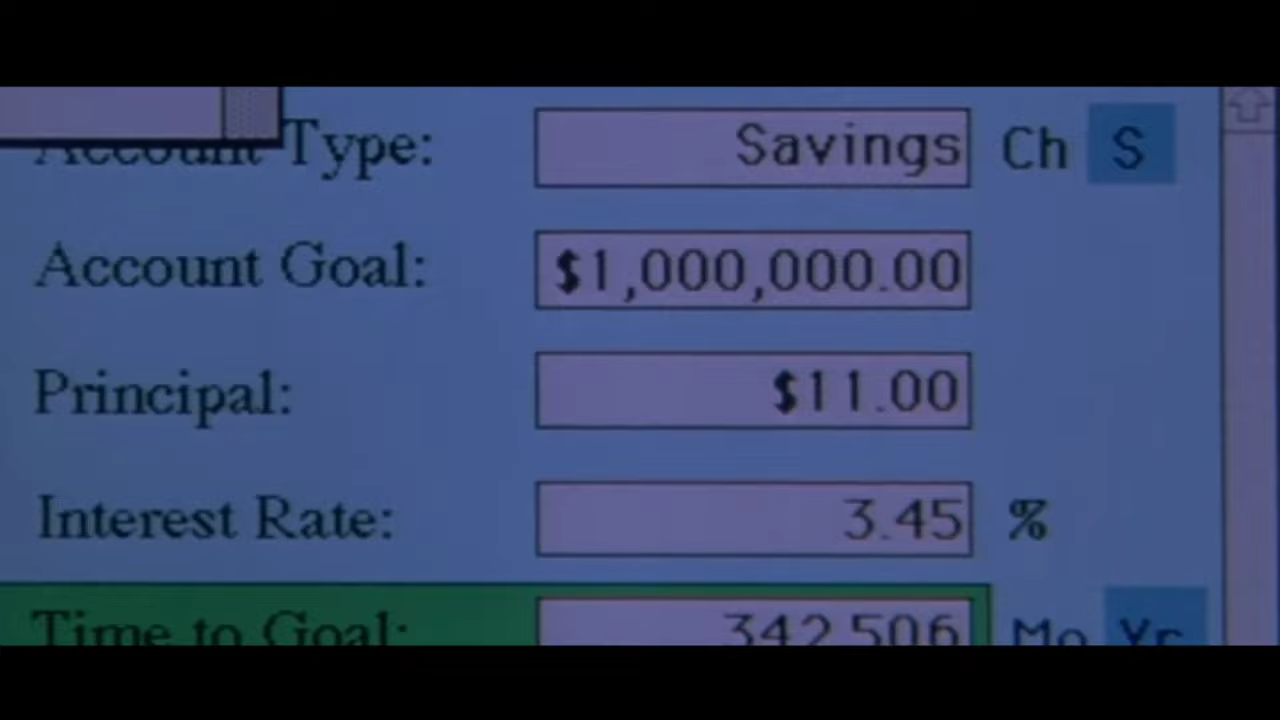 Account Type: Savings Ch S
Account Goal: $1,000,000.00
Principal: $11.00
Interest Rate: 3.45 %
Time to Goal: 342.506 Mo Yr